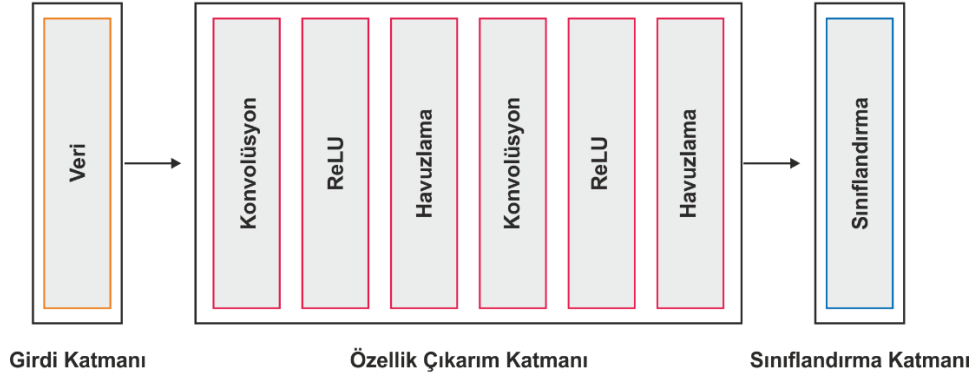 Veri
Konvolüsyon
ReLU
Havuzlama
Konvolüsyon
ReLU
Havuzlama
Sınıflandırma
Girdi Katmanı
Özellik Çıkarım Katmanı
Sınıflandırma Katmanı